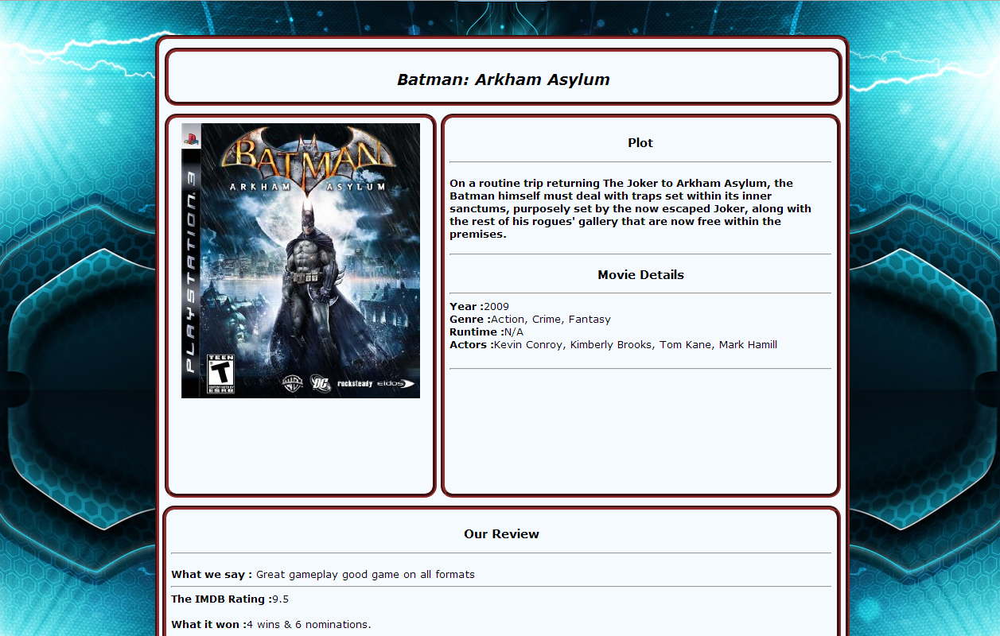 Batman: Arkham Asylum
PLAYSTATION 3
BATMAN
ARKHAM ASYLUM
TEEN
T
CONTENT RATED BY
ESRB
WB
DC
rocksteady
eidos
Plot
On a routine trip returning The Joker to Arkham Asylum, the
Batman himself must deal with traps set within its inner
sanctums, purposely set by the now escaped Joker, along with
the rest of his rogues' gallery that are now free within the
premises.
Movie Details
Year :2009
Genre :Action, Crime, Fantasy
Runtime :N/A
Actors :Kevin Conroy, Kimberly Brooks, Tom Kane, Mark Hamill
Our Review
What we say : Great gameplay good game on all formats
The IMDB Rating :9.5
What it won :4 wins & 6 nominations.